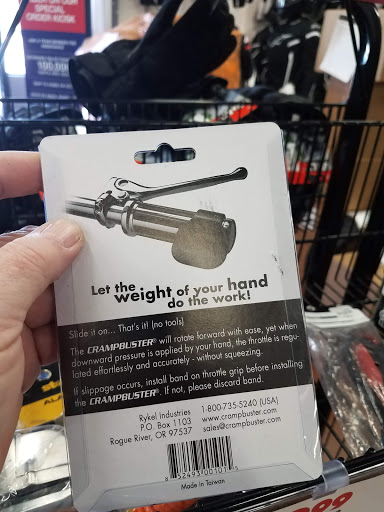 SPECIAL
ORDER KIOSK
Let the
weight of your hand
do the work!
Slide it on... That's it! (no tools)
The CRAMPBUSTER® will rotate forward with ease, yet when
downward pressure is applied by your hand, the throttle is regu-
lated effortlessly and accurately - without squeezing.
If slippage occurs, install band on throttle grip before installing
the CRAMPBUSTER®. If not, please discard band.
Rykel Industries 1-800-735-5240 (USA)
P.O. Box 1103 www.crampbuster.com
Rogue River, OR 97537 sales@crampbuster.com
Made in Taiwan